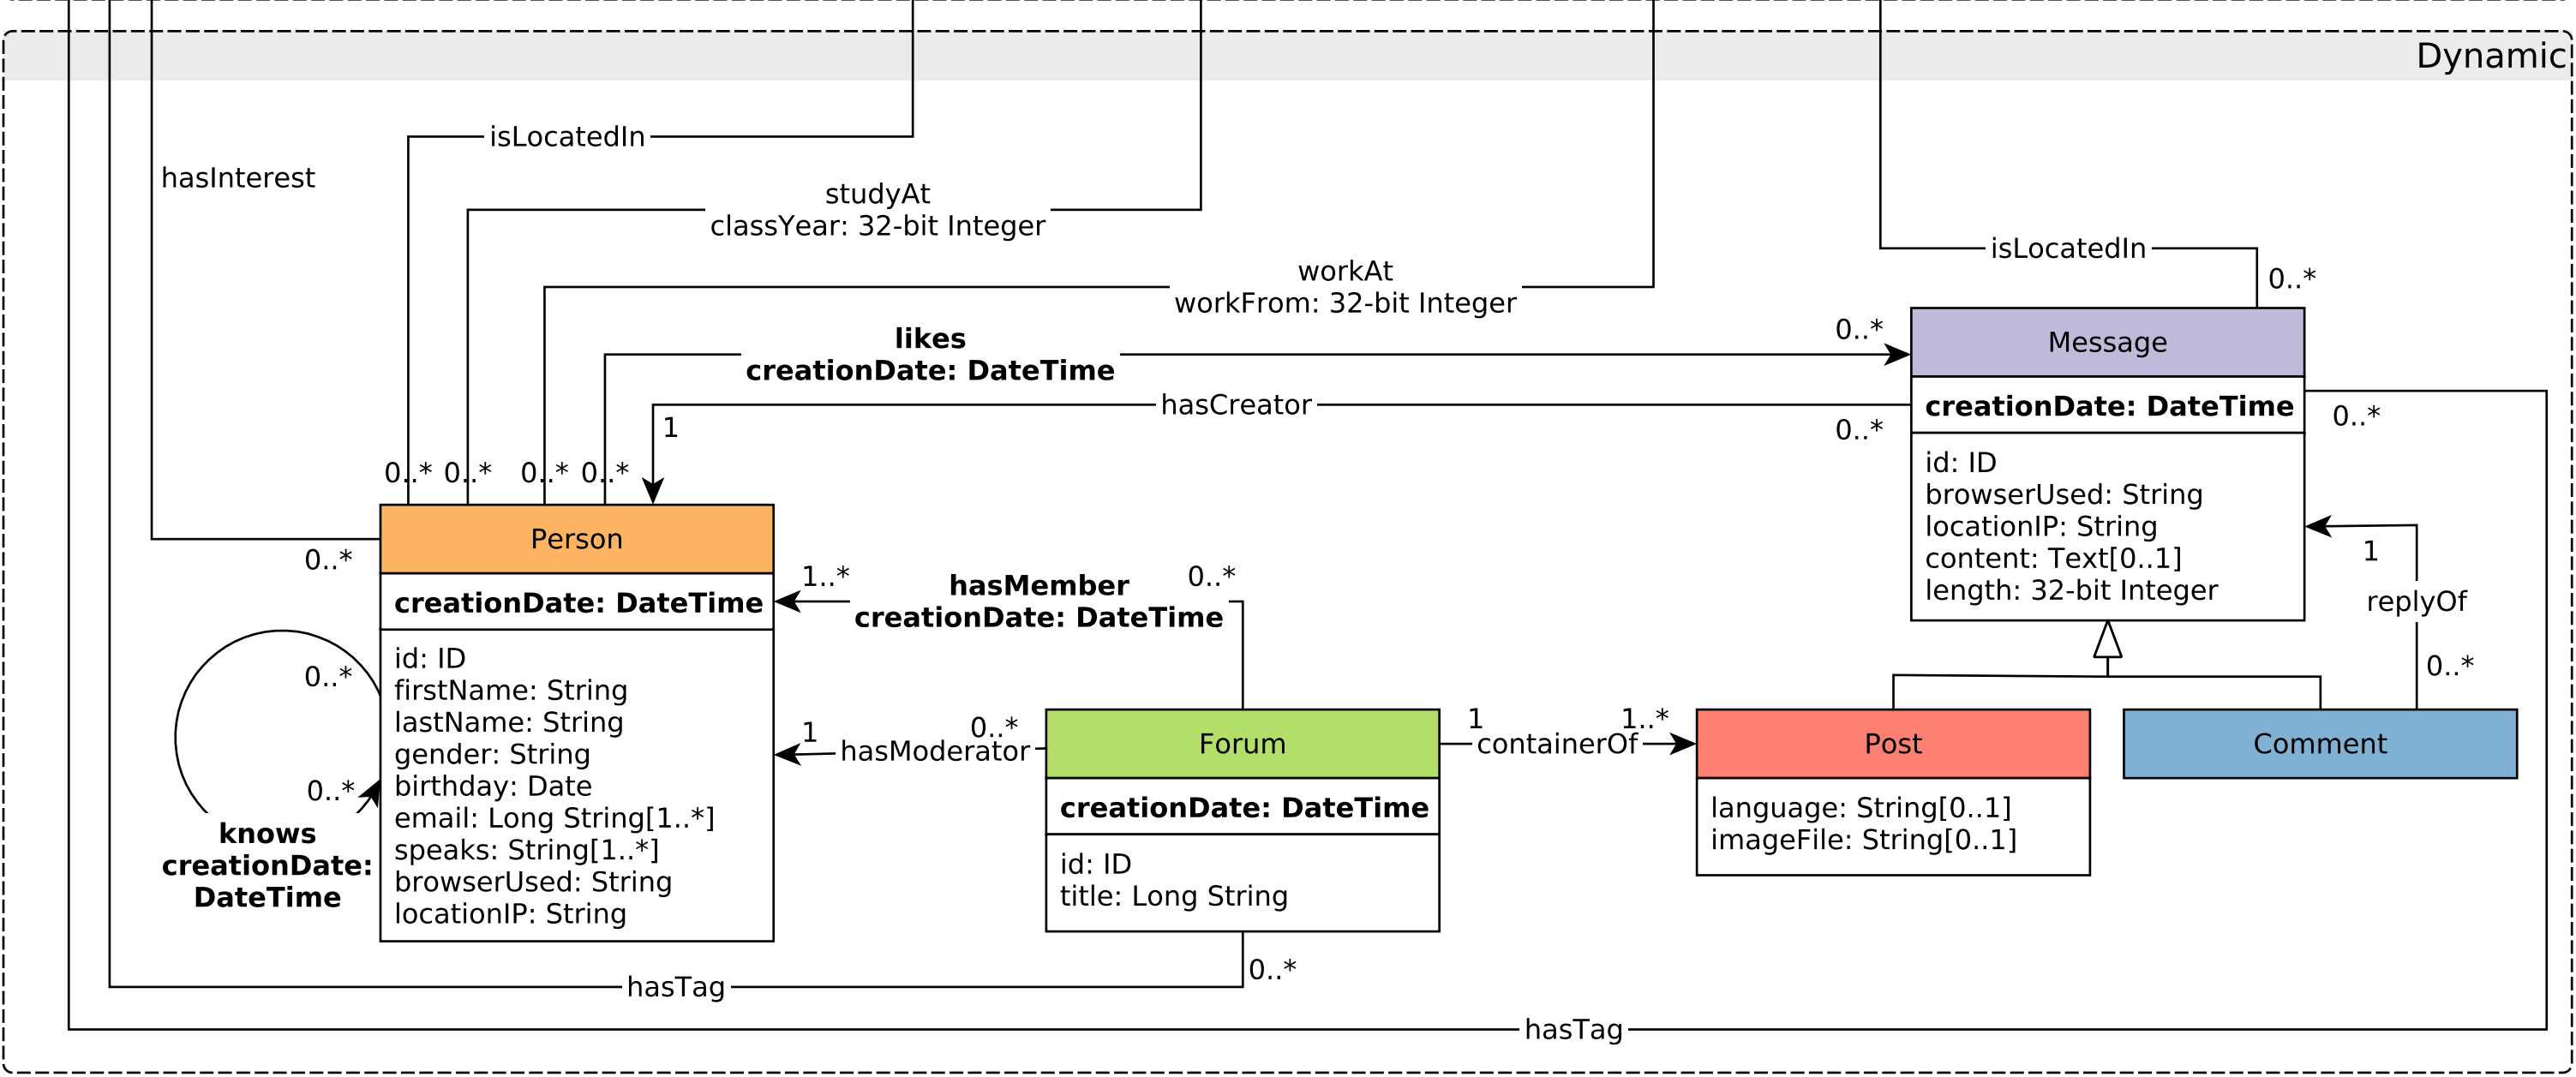 Dynamic
isLocatedIn
hasInterest
studyAt
classYear: 32-bit Integer
isLocatedIn
workAt
workFrom: 32-bit Integer
0..*
likes
creationDate: DateTime
0..*
Message
hasCreator
1
0..*
creationDate: DateTime
0..*
0..*
0..*
0..*
0..*
id: ID
browserUsed: String
locationIP: String
content: Text[0..1]
length: 32-bit Integer
1
replyOf
0..*
Person
0..*
creationDate: DateTime
1..*
hasMember
creationDate: DateTime
0..*
id: ID
firstName: String
lastName: String
gender: String
birthday: Date
email: Long String[1..*]
speaks: String[1..*]
browserUsed: String
locationIP: String
0..*
0..*
knows
creationDate:
DateTime
1
hasModerator
0..*
Forum
creationDate: DateTime
id: ID
title: Long String
1
containerOf
1..*
Post
language: String[0..1]
imageFile: String[0..1]
Comment
0..*
hasTag
hasTag